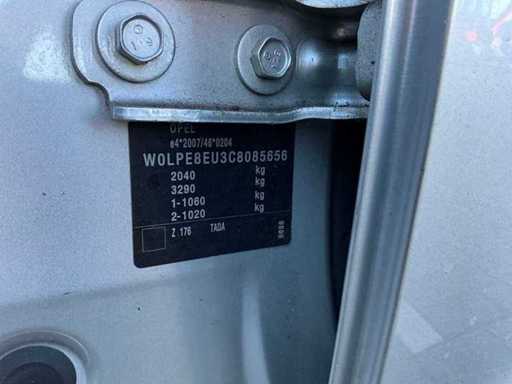 OPEL
e4*2007/46*0204
W0LPE8EU3C8085656
2040 kg
3290 kg
1-1060 kg
2-1020 kg
Z 176 TADA